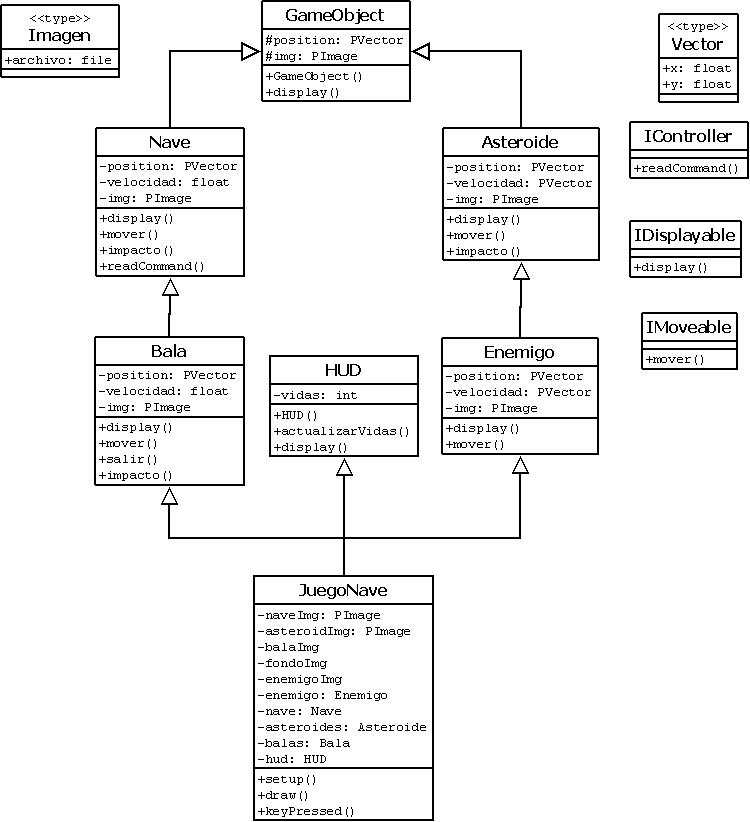 <<type>>
Imagen
+archivo: file
GameObject
#position: PVector
#img: PImage
+GameObject()
+display()
<<type>>
Vector
+x: float
+y: float
Nave
-position: PVector
-velocidad: float
-img: PImage
+display()
+mover()
+impacto()
+readCommand()
Asteroide
-position: PVector
-velocidad: PVector
-img: PImage
+display()
+mover()
+impacto()
IController
+readCommand()
IDisplayable
+display()
IMoveable
+mover()
Bala
-position: PVector
-velocidad: float
-img: PImage
+display()
+mover()
+salir()
+impacto()
HUD
-vidas: int
+HUD()
+actualizarVidas()
+display()
Enemigo
-position: PVector
-velocidad: PVector
-img: PImage
+display()
+mover()
JuegoNave
-naveImg: PImage
-asteroidImg: PImage
-balaImg
-fondoImg
-enemigoImg
-enemigo: Enemigo
-nave: Nave
-asteroides: Asteroide
-balas: Bala
-hud: HUD
+setup()
+draw()
+keyPressed()